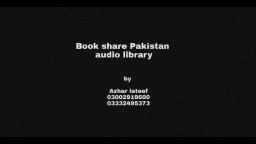 Book share Pakistan
audio library
by
Azhar lateef
03002919600
03332495373